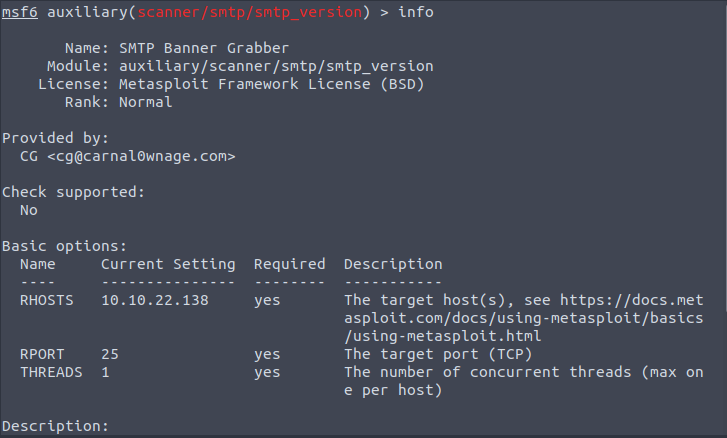 msf6 auxiliary(scanner/smtp/smtp_version) > info
Name: SMTP Banner Grabber
Module: auxiliary/scanner/smtp/smtp_version
License: Metasploit Framework License (BSD)
Rank: Normal
Provided by:
CG <cg@carnal0wnage.com>
Check supported:
No
Basic options:
Name     Current Setting  Required  Description
----     ---------------  --------  -----------
RHOSTS   10.10.22.138     yes       The target host(s), see https://docs.met
asploit.com/docs/using-metasploit/basics
/using-metasploit.html
RPORT    25               yes       The target port (TCP)
THREADS  1                yes       The number of concurrent threads (max on
e per host)
Description: